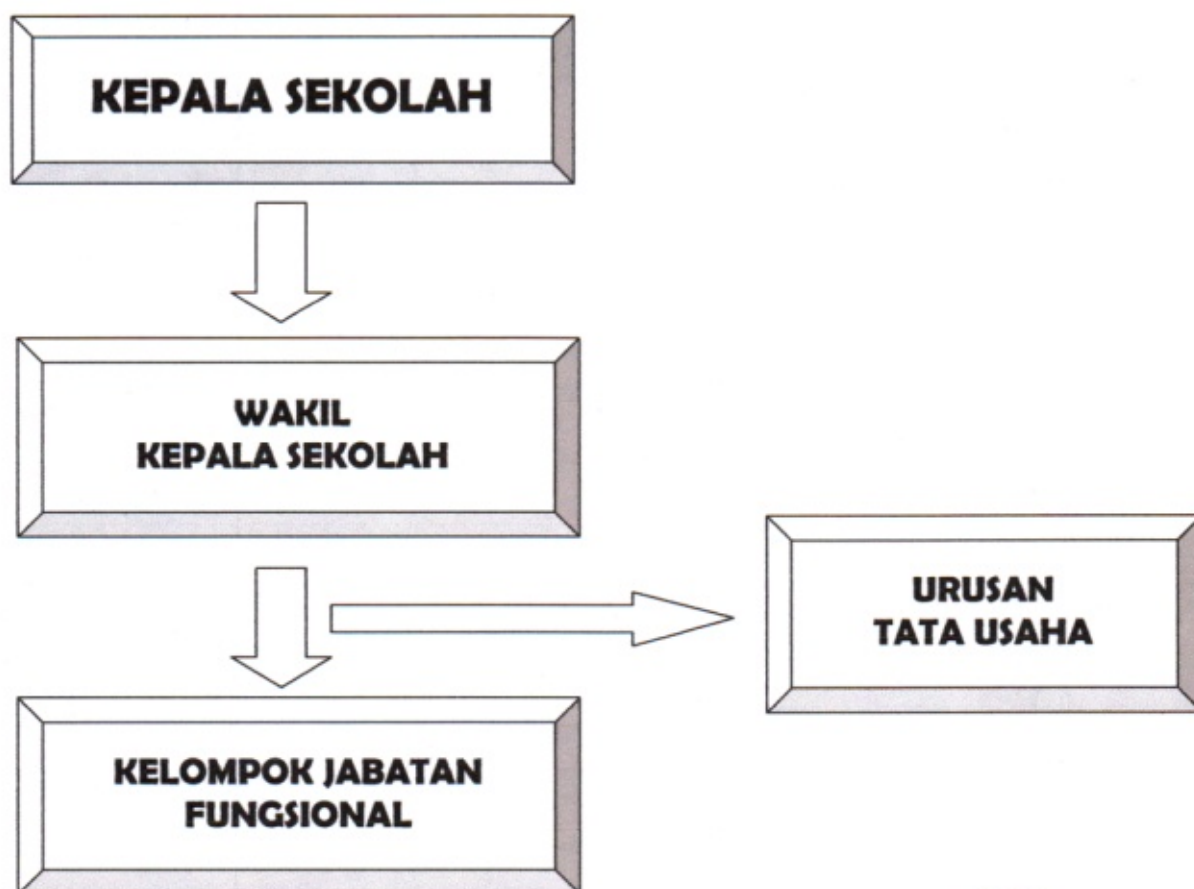 KEPALA SEKOLAH
WAKIL
KEPALA SEKOLAH
URUSAN
TATA USAHA
KELOMPOK JABATAN
FUNGSIONAL